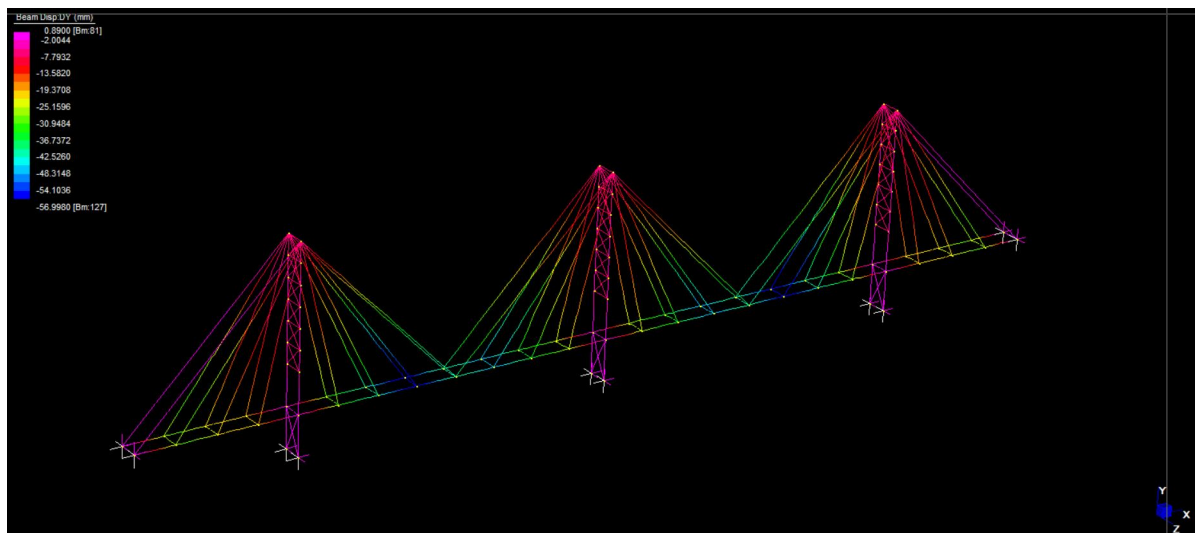 Beam Disp:DY (mm)
0.8900 [Bm:81]
-2.0044
-7.7932
-13.5820
-19.3708
-25.1596
-30.9484
-36.7372
-42.5260
-48.3148
-54.1036
-56.9980 [Bm:127]
Y
X
Z